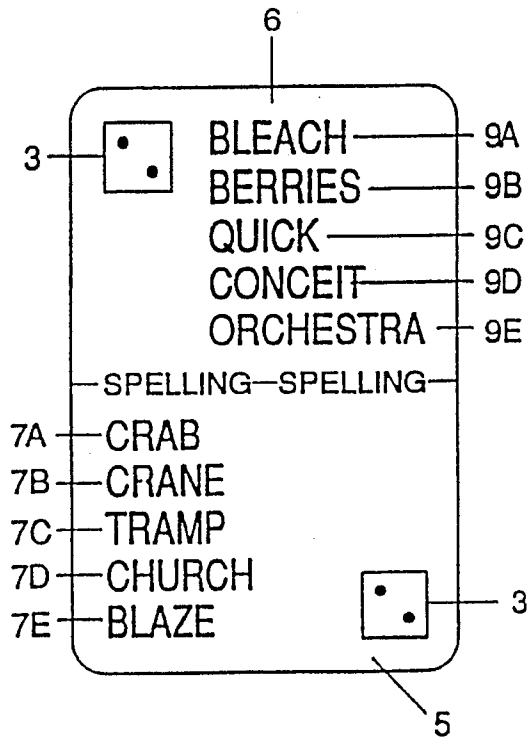 6
3 BLEACH 9A
BERRIES 9B
QUICK 9C
CONCEIT 9D
ORCHESTRA 9E
SPELLING SPELLING
7A CRAB
7B CRANE
7C TRAMP
7D CHURCH
7E BLAZE
3
5